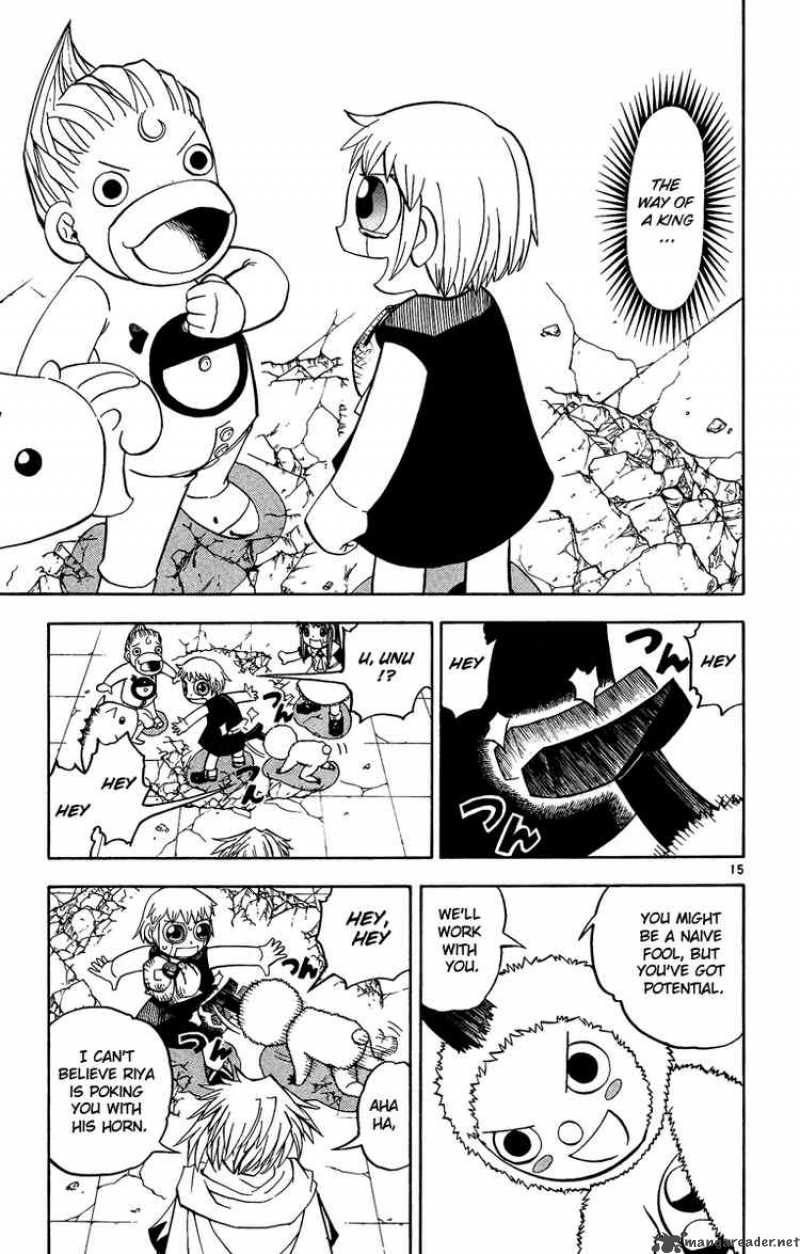 THE
WAY OF
A KING
...
HEY
つん
HEY
つん
U, UNU
!?
つん
HEY
つん
HEY
15
YOU MIGHT
BE A NAIVE
FOOL, BUT
YOU'VE GOT
POTENTIAL.
WE'LL
WORK
WITH
YOU.
HEY,
HEY
つん
つん
AHA
HA,
I CAN'T
BELIEVE RIYA
IS POKING
YOU WITH
HIS HORN.
mangareader.net